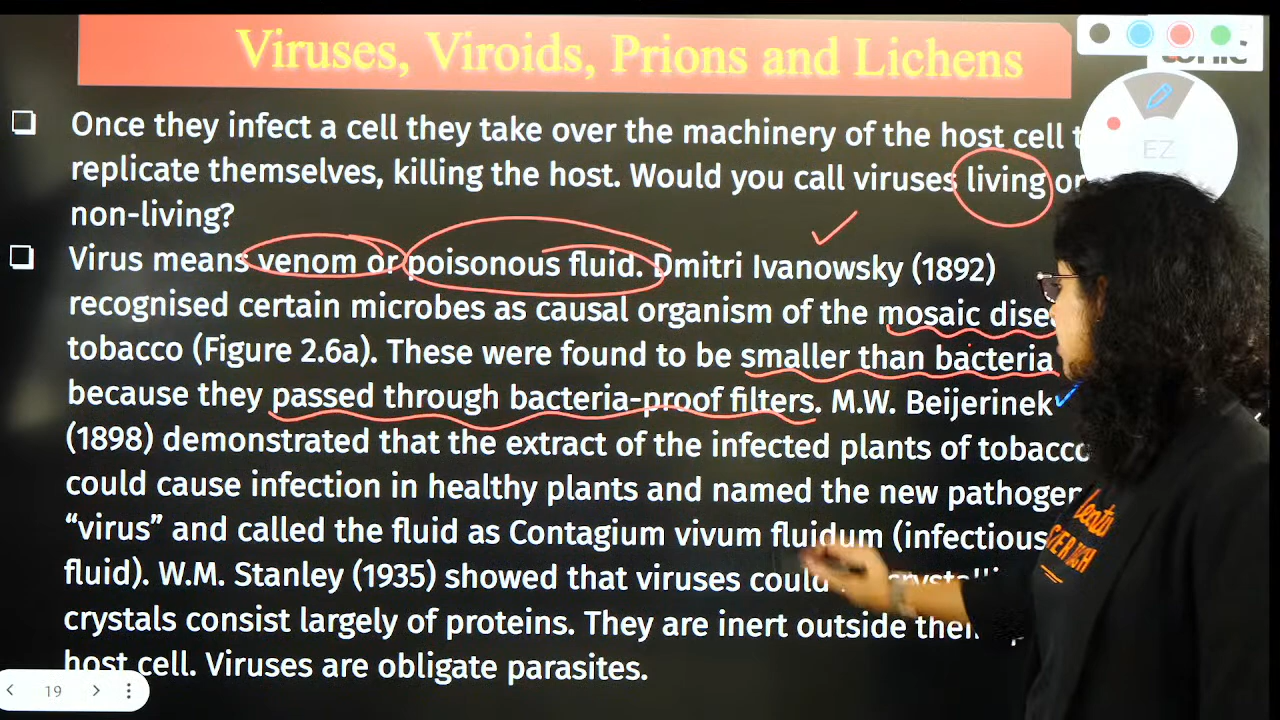 Viruses, Viroids, Prions and Lichens
EZ
Once they infect a cell they take over the machinery of the host cell
replicate themselves, killing the host. Would you call viruses living or
non-living?
Virus means venom or poisonous fluid. Dmitri Ivanowsky (1892)
recognised certain microbes as causal organism of the mosaic
tobacco (Figure 2.6a). These were found to be smaller than bacteria
because they passed through bacteria-proof filters. M.W. Beijerinek
(1898) demonstrated that the extract of the infected plants of tobacco
could cause infection in healthy plants and named the new pathogen
“virus” and called the fluid as Contagium vivum fluidum (infectious
fluid). W.M. Stanley (1935) showed that viruses could
crystals consist largely of proteins. They are inert outside their
host cell. Viruses are obligate parasites.
19